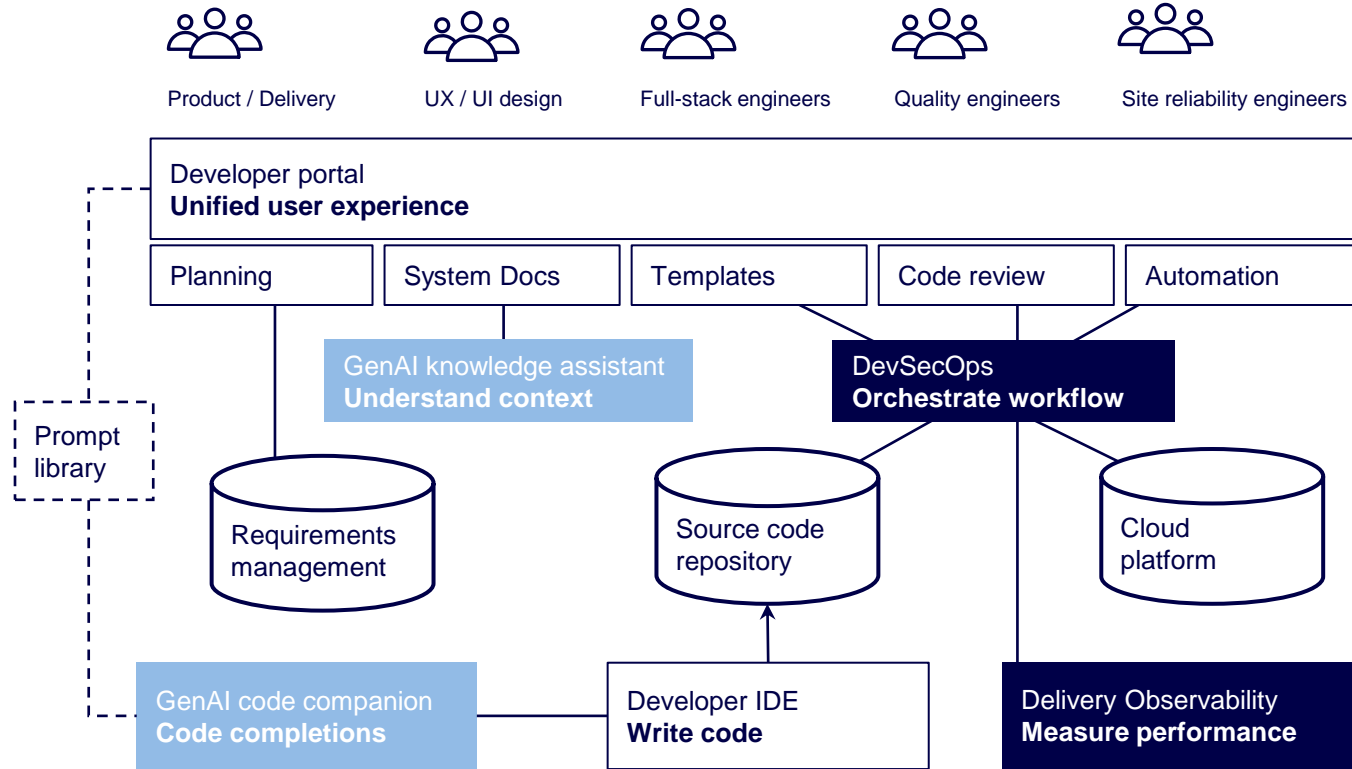 Product / Delivery
UX / UI design
Full-stack engineers
Quality engineers
Site reliability engineers
Developer portal
Unified user experience
Planning
System Docs
Templates
Code review
Automation
GenAI knowledge assistant
Understand context
DevSecOps
Orchestrate workflow
Prompt
library
Requirements
management
Source code
repository
Cloud
platform
GenAI code companion
Code completions
Developer IDE
Write code
Delivery Observability
Measure performance